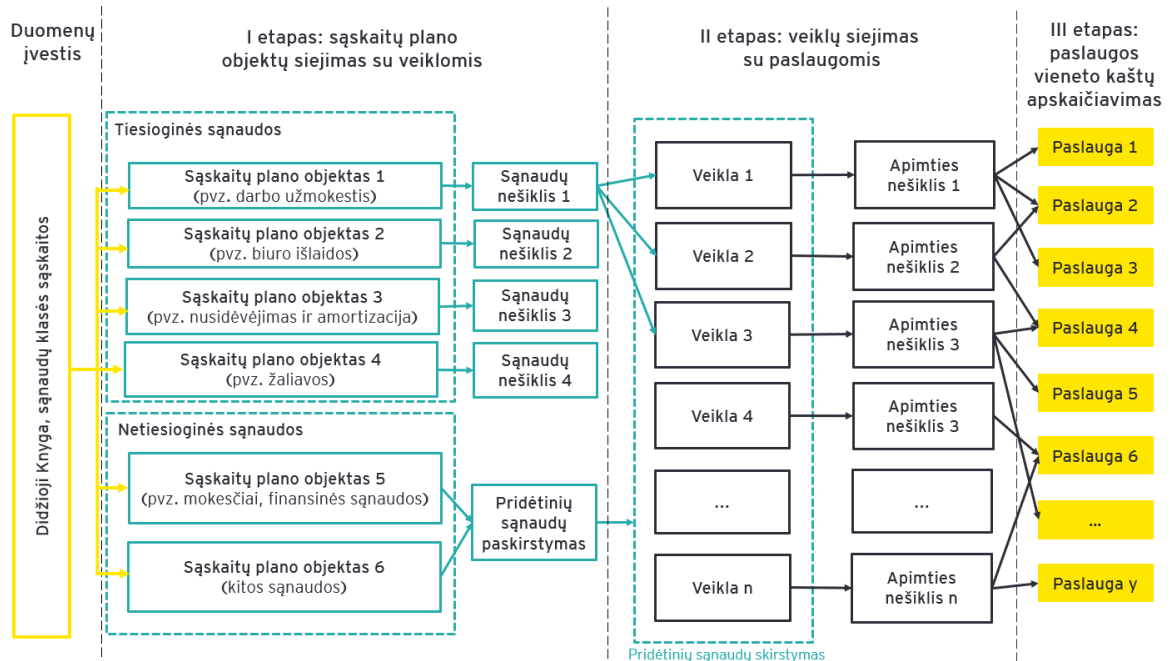 Duomenų
įvestis
I etapas: sąskaitų plano
objektų siejimas su veiklomis
II etapas: veiklų siejimas
su paslaugomis
III etapas:
paslaugos
vieneto kaštų
apskaičiavimas
Didžioji Knyga, sąnaudų klasės sąskaitos
Tiesioginės sąnaudos
Sąskaitų plano objektas 1
(pvz. darbo užmokestis)
Sąskaitų plano objektas 2
(pvz. biuro išlaidos)
Sąskaitų plano objektas 3
(pvz. nusidėvėjimas ir amortizacija)
Sąskaitų plano objektas 4
(pvz. žaliavos)
Netiesioginės sąnaudos
Sąskaitų plano objektas 5
(pvz. mokesčiai, finansinės sąnaudos)
Sąskaitų plano objektas 6
(kitos sąnaudos)
Sąnaudų
nešiklis 1
Sąnaudų
nešiklis 2
Sąnaudų
nešiklis 3
Sąnaudų
nešiklis 4
Pridėtinių
sąnaudų
paskirstymas
Veikla 1
Veikla 2
Veikla 3
Veikla 4
...
Veikla n
Pridėtinių sąnaudų skirstymas
Apimties
nešiklis 1
Apimties
nešiklis 2
Apimties
nešiklis 3
Apimties
nešiklis 3
...
Apimties
nešiklis n
Paslauga 1
Paslauga 2
Paslauga 3
Paslauga 4
Paslauga 5
Paslauga 6
...
Paslauga y